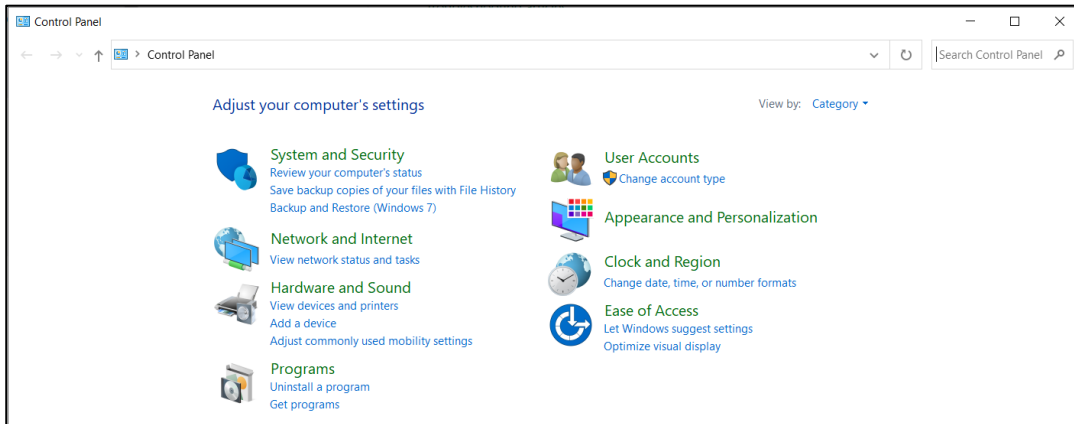 Control Panel
Control Panel
Search Control Panel
Adjust your computer's settings
View by: Category
System and Security
Review your computer's status
Save backup copies of your files with File History
Backup and Restore (Windows 7)
Network and Internet
View network status and tasks
Hardware and Sound
View devices and printers
Add a device
Adjust commonly used mobility settings
Programs
Uninstall a program
Get programs
User Accounts
Change account type
Appearance and Personalization
Clock and Region
Change date, time, or number formats
Ease of Access
Let Windows suggest settings
Optimize visual display